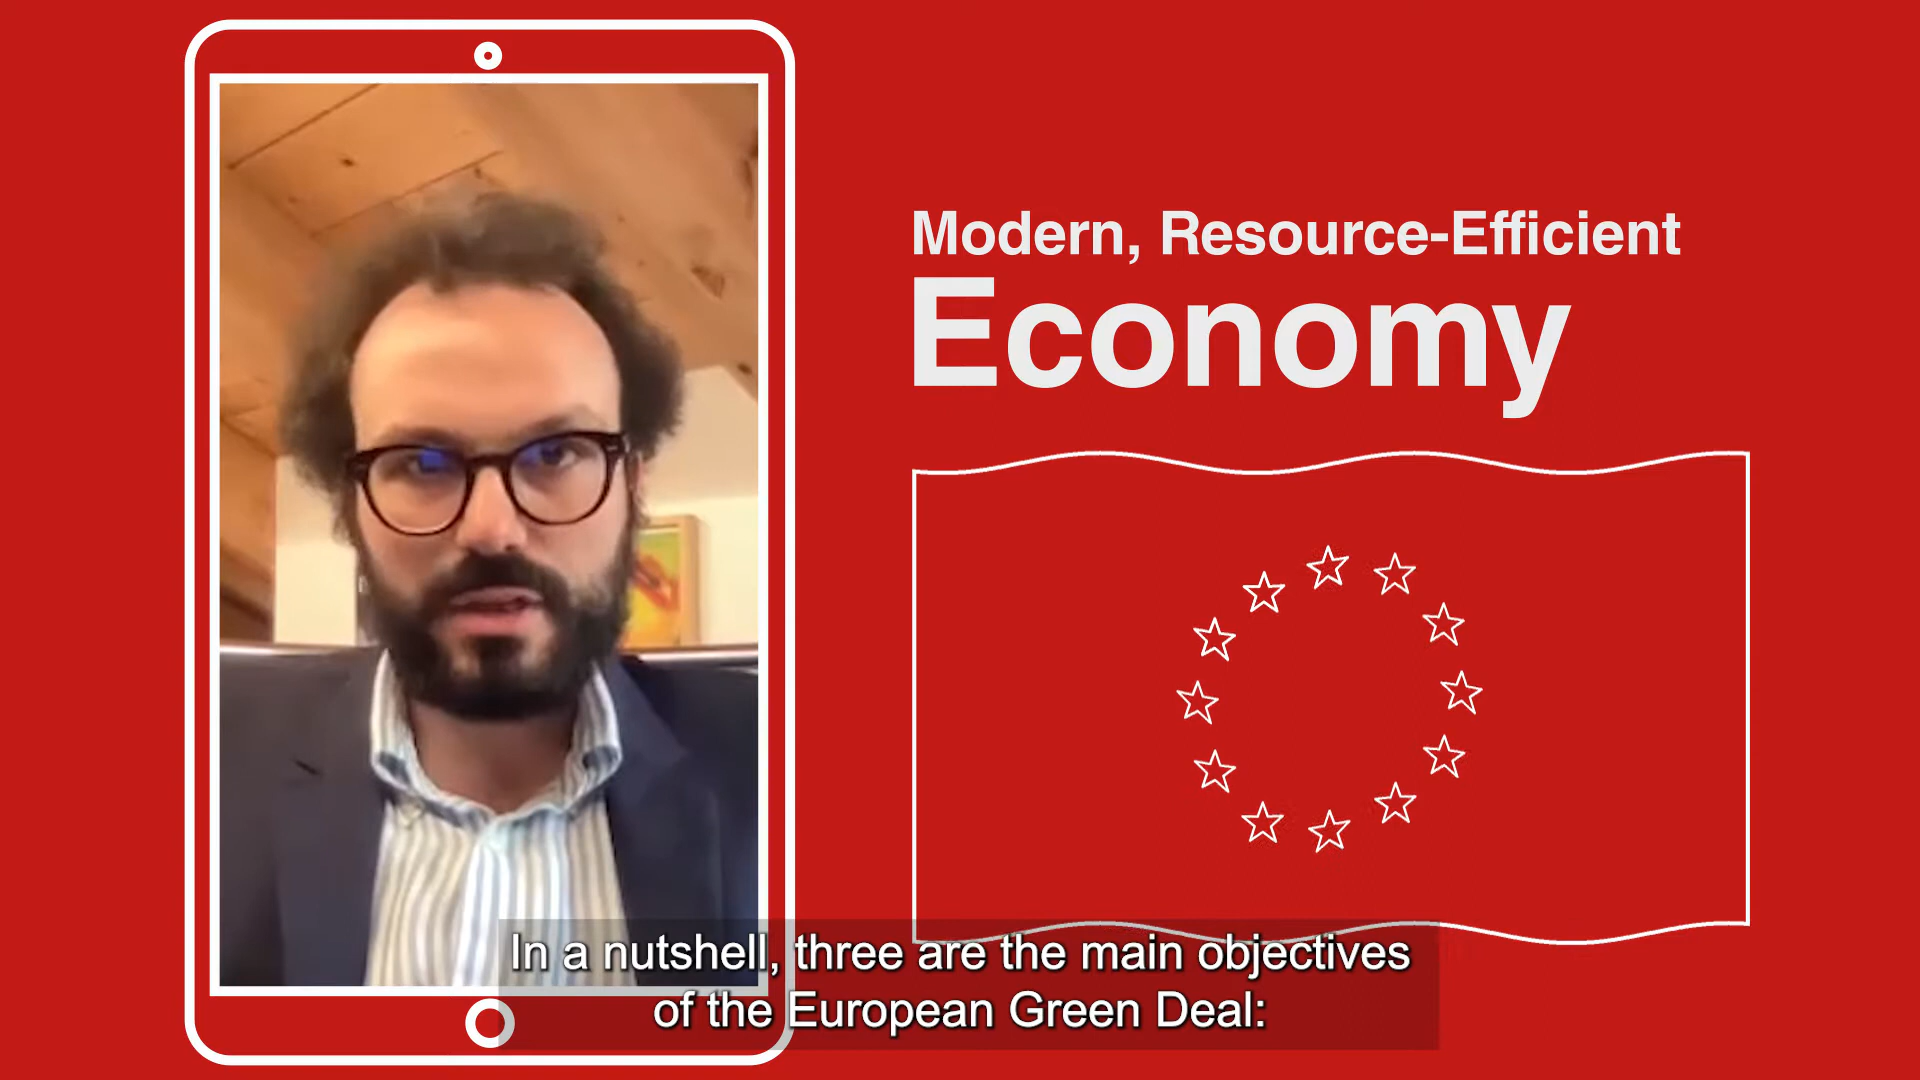 Modern, Resource-Efficient
Economy
In a nutshell, three are the main objectives
of the European Green Deal: